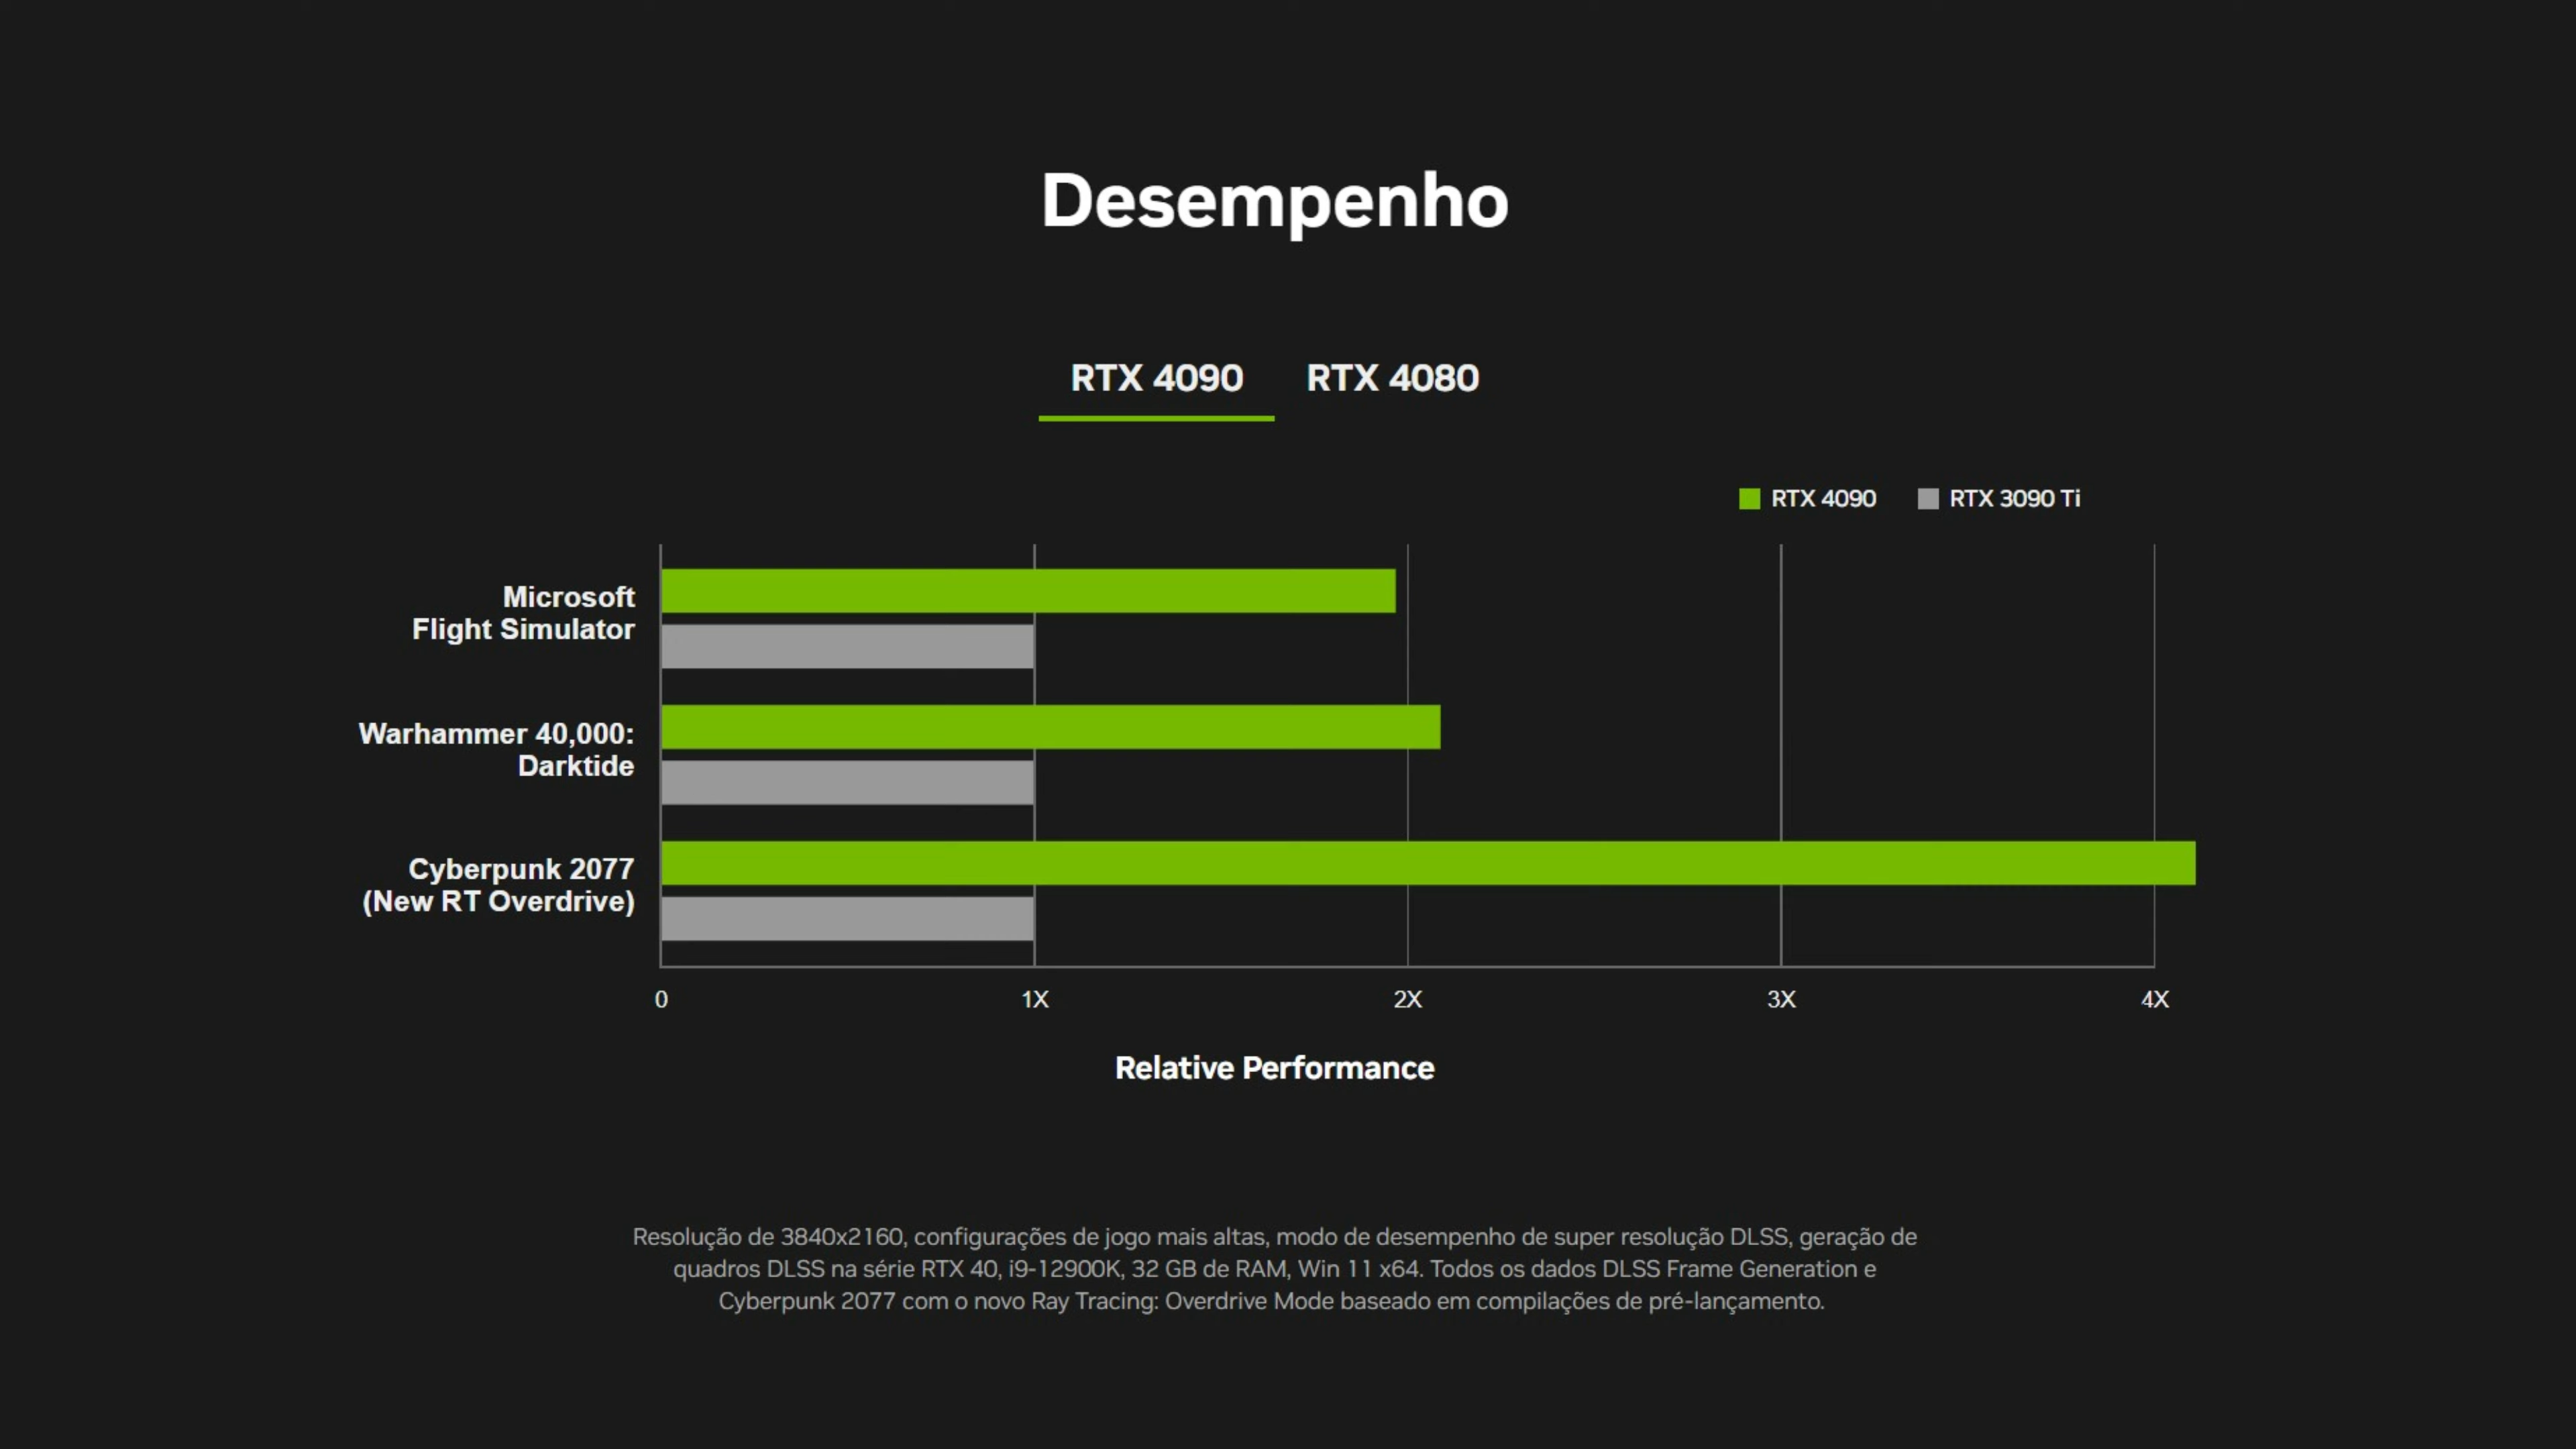 Desempenho
RTX 4090 RTX 4080
RTX 4090 RTX 3090 Ti
Microsoft
Flight Simulator
Warhammer 40,000:
Darktide
Cyberpunk 2077
(New RT Overdrive)
0 1X 2X 3X 4X
Relative Performance
Resolução de 3840x2160, configurações de jogo mais altas, modo de desempenho de super resolução DLSS, geração de
quadros DLSS na série RTX 40, i9-12900K, 32 GB de RAM, Win 11 x64. Todos os dados DLSS Frame Generation e
Cyberpunk 2077 com o novo Ray Tracing: Overdrive Mode baseado em compilações de pré-lançamento.